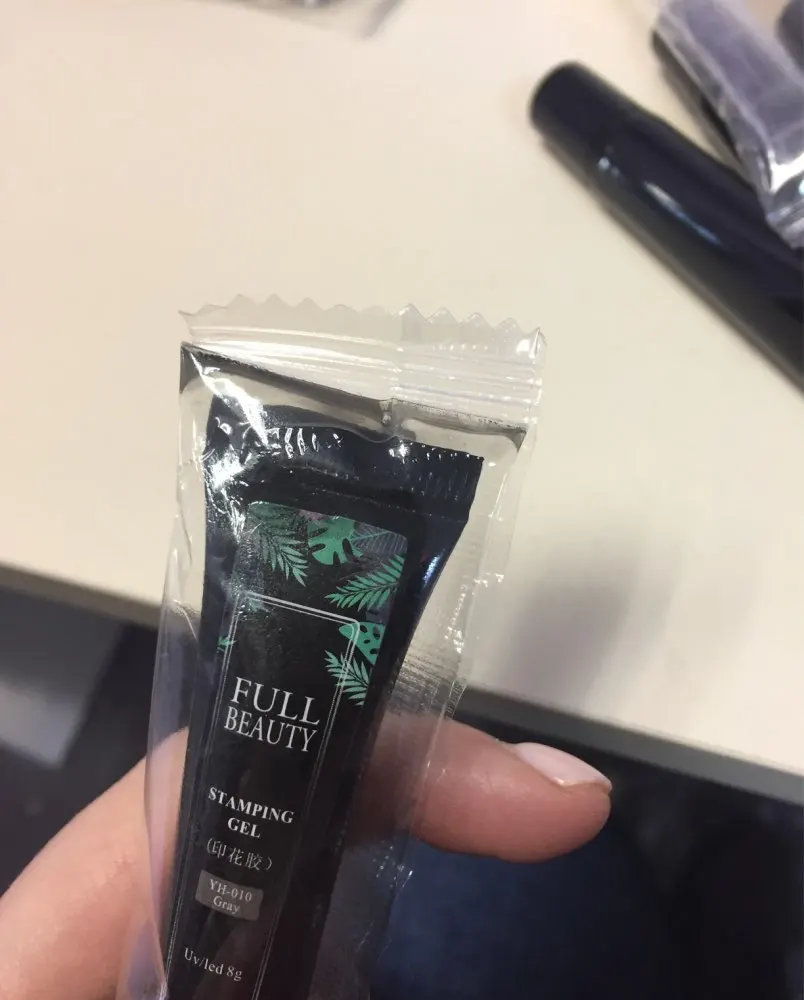 FULL
BEAUTY
STAMPING
GEL
(印花胶)
YH-010
Gray
Uv/led 8g